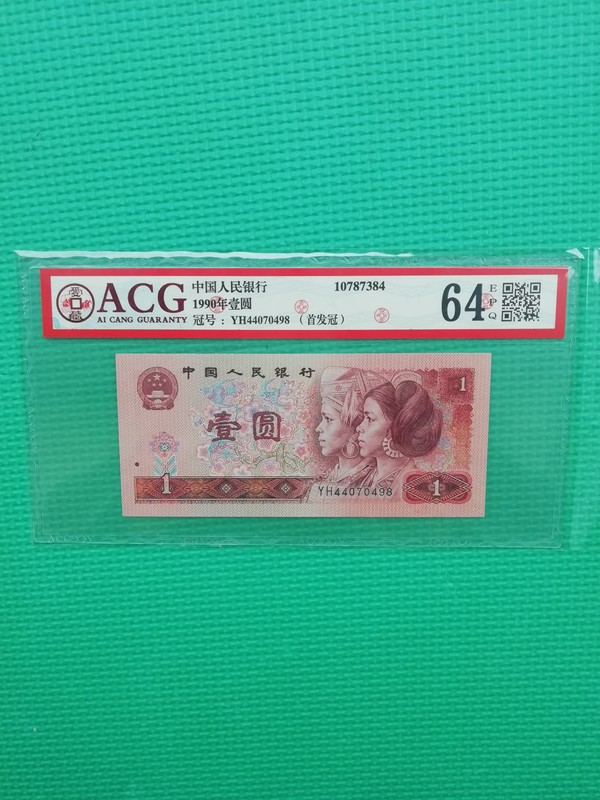 ACG
AI CANG GUARANTY
中国人民银行
10787384
1990年壹圆
冠号：YH44070498 （首发冠）
64
EPQ
中国人民银行
1
壹圆
YH44070498
1
1